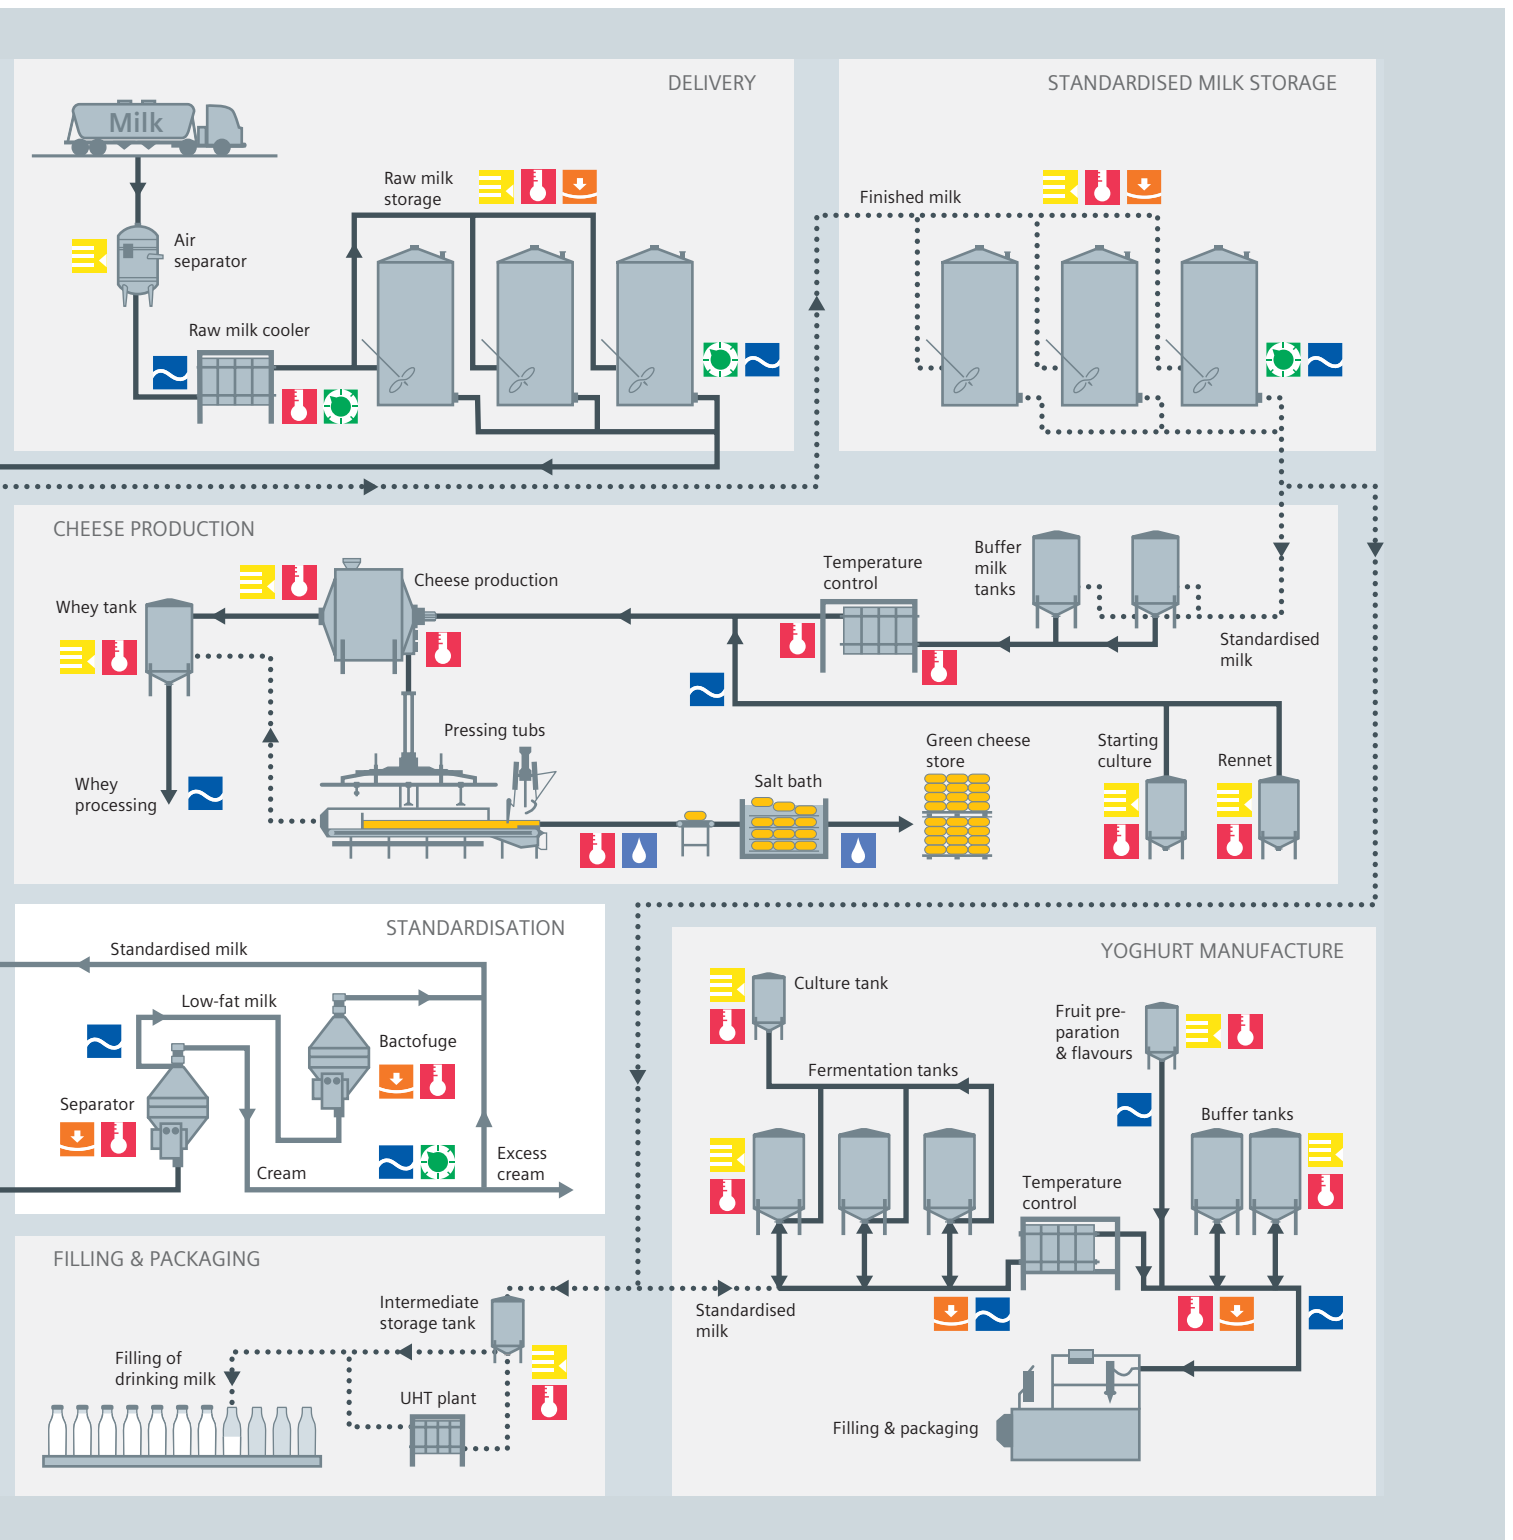 DELIVERY
STANDARDISED MILK STORAGE
Milk
Raw milk
storage
Finished milk
Air
separator
Raw milk cooler
CHEESE PRODUCTION
Buffer
milk
tanks
Temperature
control
Cheese production
Whey tank
Standardised
milk
Pressing tubs
Green cheese
store
Starting
culture
Rennet
Salt bath
Whey
processing
STANDARDISATION
Standardised milk
Low-fat milk
Bactofuge
Separator
Cream
Excess
cream
YOGHURT MANUFACTURE
Culture tank
Fruit pre-
paration
& flavours
Fermentation tanks
Buffer tanks
Temperature
control
Standardised
milk
Filling & packaging
FILLING & PACKAGING
Intermediate
storage tank
Filling of
drinking milk
UHT plant